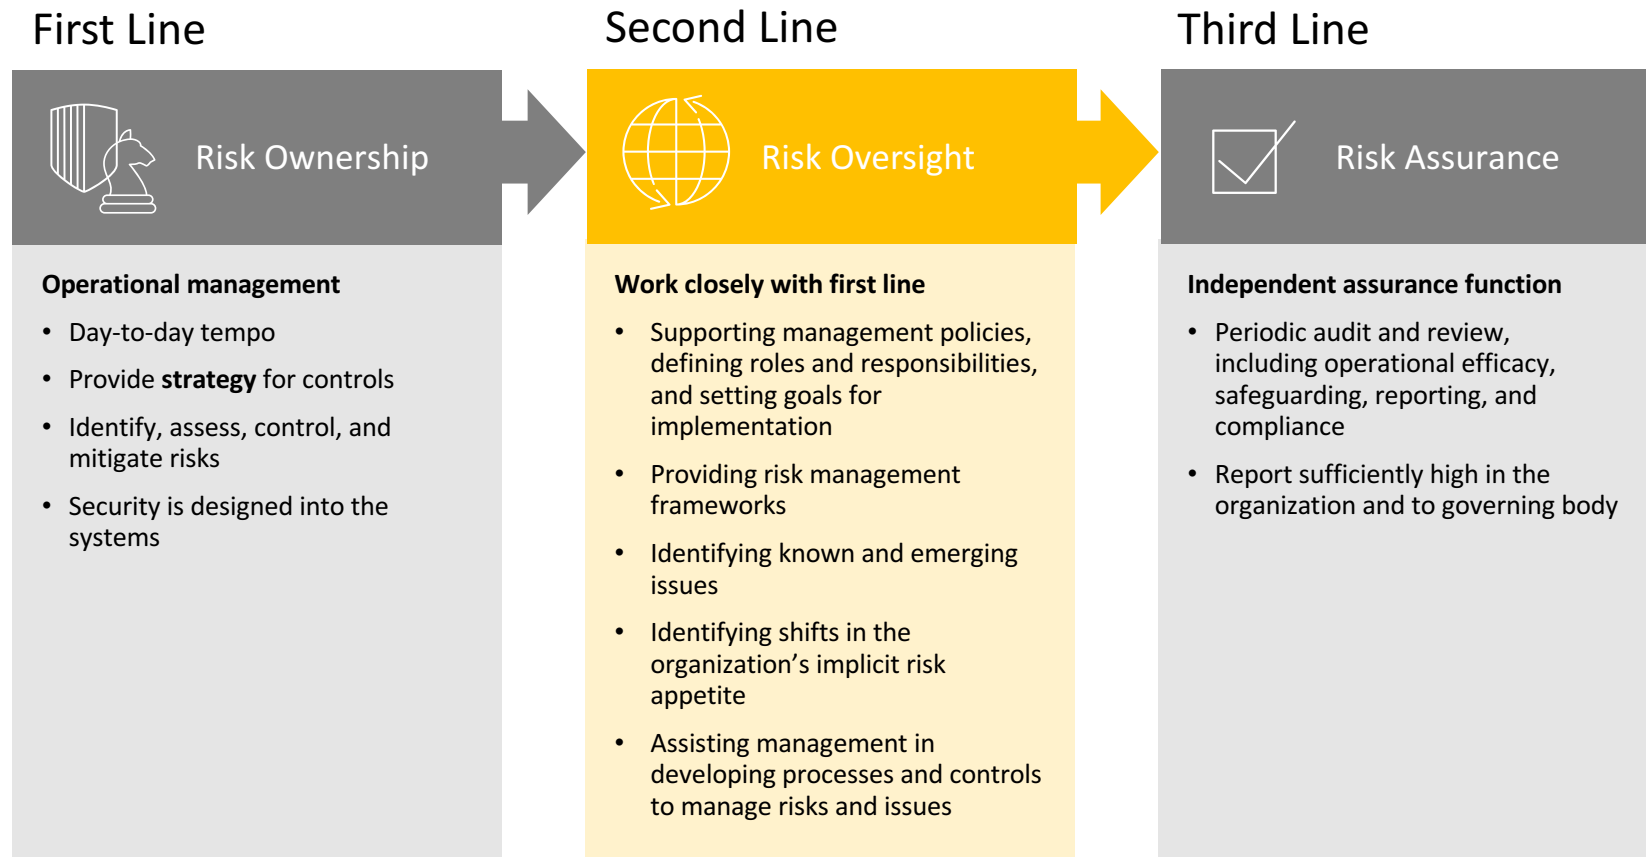 First Line
Risk Ownership
Operational management
• Day-to-day tempo
• Provide strategy for controls
• Identify, assess, control, and
mitigate risks
• Security is designed into the
systems
Second Line
Risk Oversight
Work closely with first line
• Supporting management policies,
defining roles and responsibilities,
and setting goals for
implementation
• Providing risk management
frameworks
• Identifying known and emerging
issues
• Identifying shifts in the
organization’s implicit risk
appetite
• Assisting management in
developing processes and controls
to manage risks and issues
Third Line
Risk Assurance
Independent assurance function
• Periodic audit and review,
including operational efficacy,
safeguarding, reporting, and
compliance
• Report sufficiently high in the
organization and to governing body